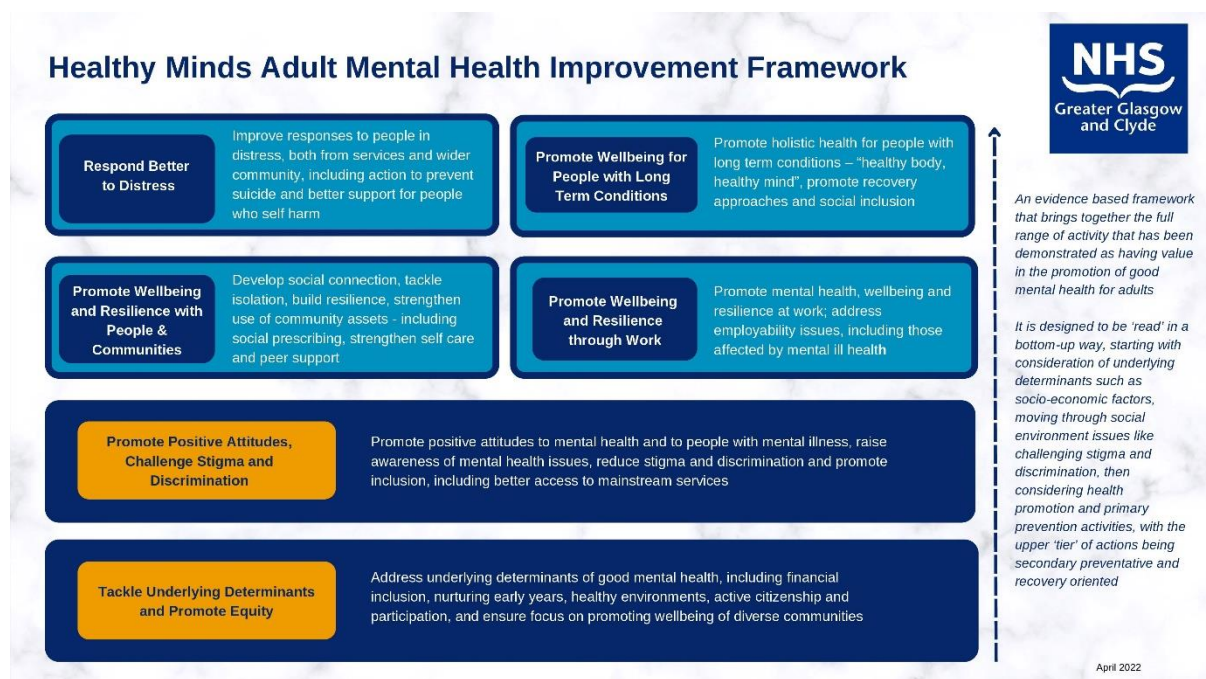 Healthy Minds Adult Mental Health Improvement Framework
NHS
Greater Glasgow
and Clyde
Respond Better
to Distress
Improve responses to people in
distress, both from services and wider
community, including action to prevent
suicide and better support for people
who self harm
Promote Wellbeing for
People with Long
Term Conditions
Promote holistic health for people with
long term conditions – “healthy body,
healthy mind”, promote recovery
approaches and social inclusion
Promote Wellbeing
and Resilience with
People &
Communities
Develop social connection, tackle
isolation, build resilience, strengthen
use of community assets - including
social prescribing, strengthen self care
and peer support
Promote Wellbeing
and Resilience
through Work
Promote mental health, wellbeing and
resilience at work; address
employability issues, including those
affected by mental ill health
Promote Positive Attitudes,
Challenge Stigma and
Discrimination
Promote positive attitudes to mental health and to people with mental illness, raise
awareness of mental health issues, reduce stigma and discrimination and promote
inclusion, including better access to mainstream services
Tackle Underlying Determinants
and Promote Equity
Address underlying determinants of good mental health, including financial
inclusion, nurturing early years, healthy environments, active citizenship and
participation, and ensure focus on promoting wellbeing of diverse communities
An evidence based framework
that brings together the full
range of activity that has been
demonstrated as having value
in the promotion of good
mental health for adults
It is designed to be ‘read’ in a
bottom-up way, starting with
consideration of underlying
determinants such as
socio-economic factors,
moving through social
environment issues like
challenging stigma and
discrimination, then
considering health
promotion and primary
prevention activities, with the
upper ‘tier’ of actions being
secondary preventative and
recovery oriented
April 2022